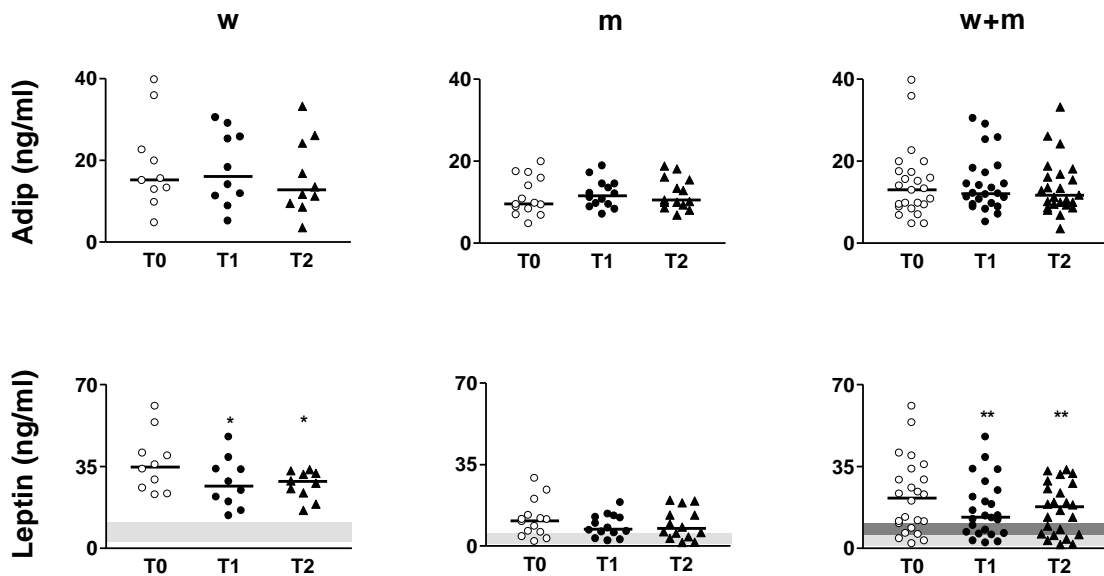 w m w+m
Adip (ng/ml)
40 40 40
20 20 20
0 0 0
T0 T1 T2 T0 T1 T2 T0 T1 T2
Leptin (ng/ml)
70 70 70
* * ** **
35 35 35
0 0 0
T0 T1 T2 T0 T1 T2 T0 T1 T2